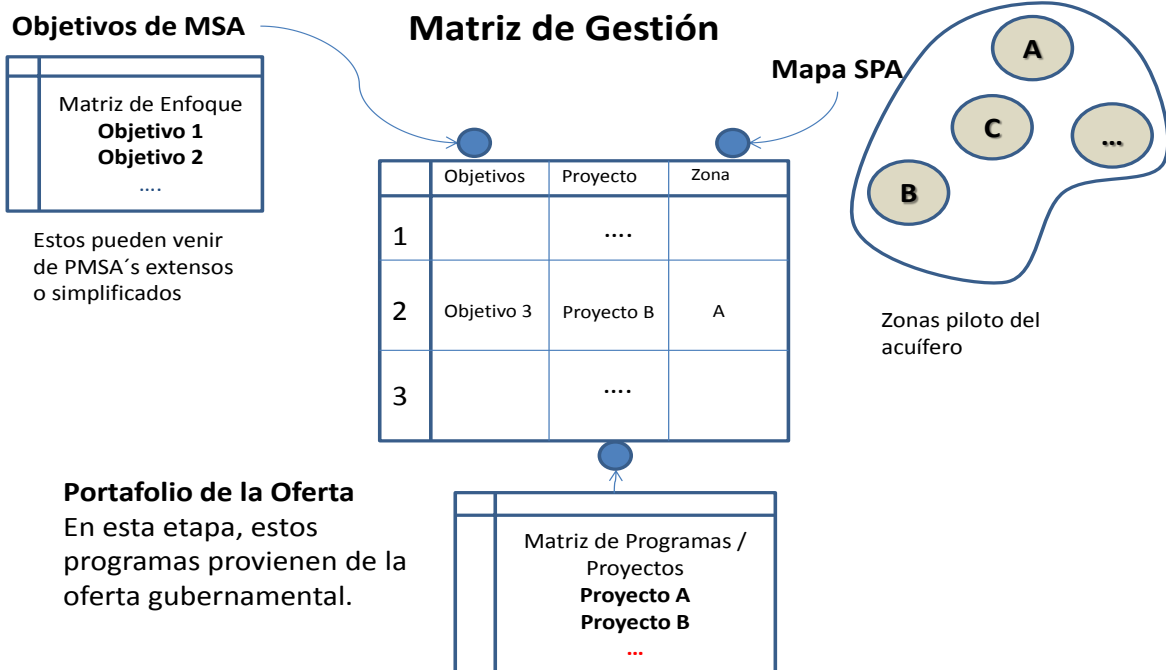 Objetivos de MSA
Matriz de Gestión
Mapa SPA
Matriz de Enfoque
Objetivo 1
Objetivo 2
....
Estos pueden venir
de PMSA´s extensos
o simplificados
A
C
...
B
Zonas piloto del
acuífero
Objetivos Proyecto Zona
1 ....
2 Objetivo 3 Proyecto B A
3 ....
Portafolio de la Oferta
En esta etapa, estos
programas provienen de la
oferta gubernamental.
Matriz de Programas /
Proyectos
Proyecto A
Proyecto B
...